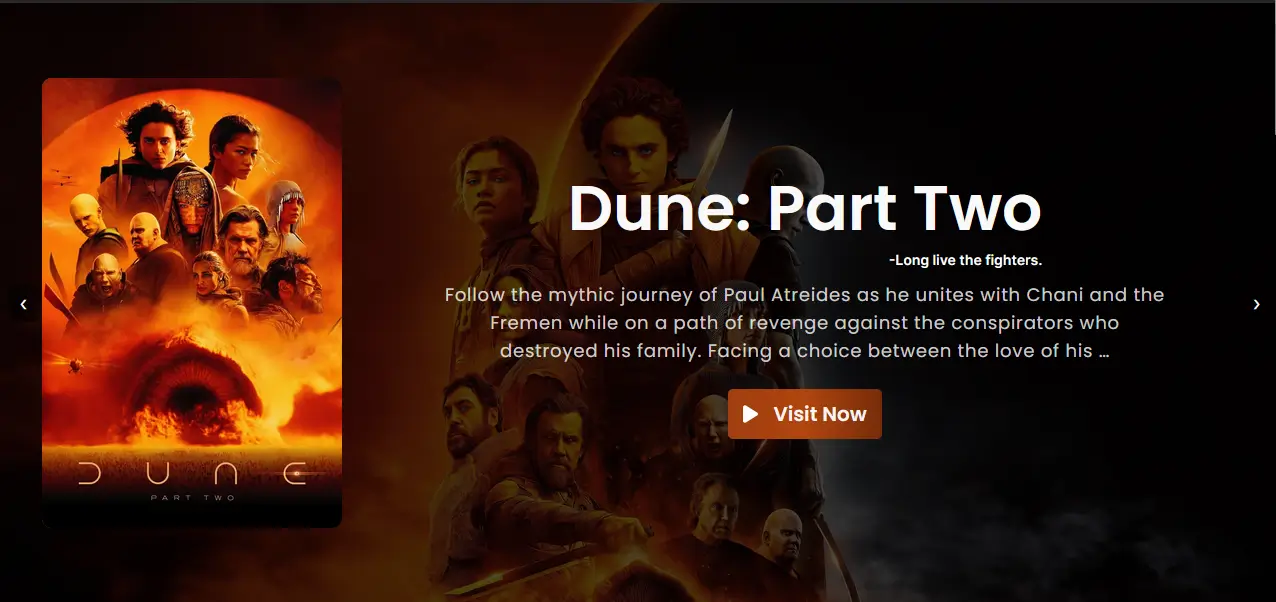 DUNE
PART TWO
Dune: Part Two
-Long live the fighters.
Follow the mythic journey of Paul Atreides as he unites with Chani and the
Fremen while on a path of revenge against the conspirators who
destroyed his family. Facing a choice between the love of his ...
Visit Now